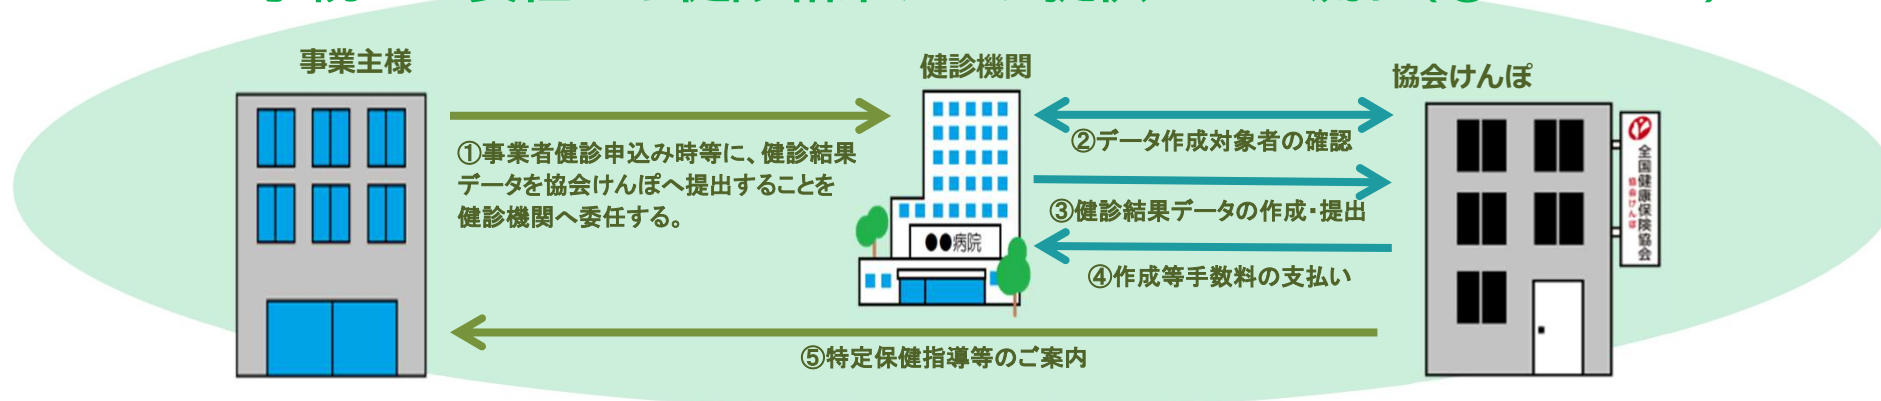 事業主様
健診機関
協会けんぽ
①事業者健診申込み時等に、健診結果
データを協会けんぽへ提出することを
健診機関へ委任する。
②データ作成対象者の確認
③健診結果データの作成・提出
④作成等手数料の支払い
⑤特定保健指導等のご案内
●●病院
全国健康保険協会
協会けんぽ